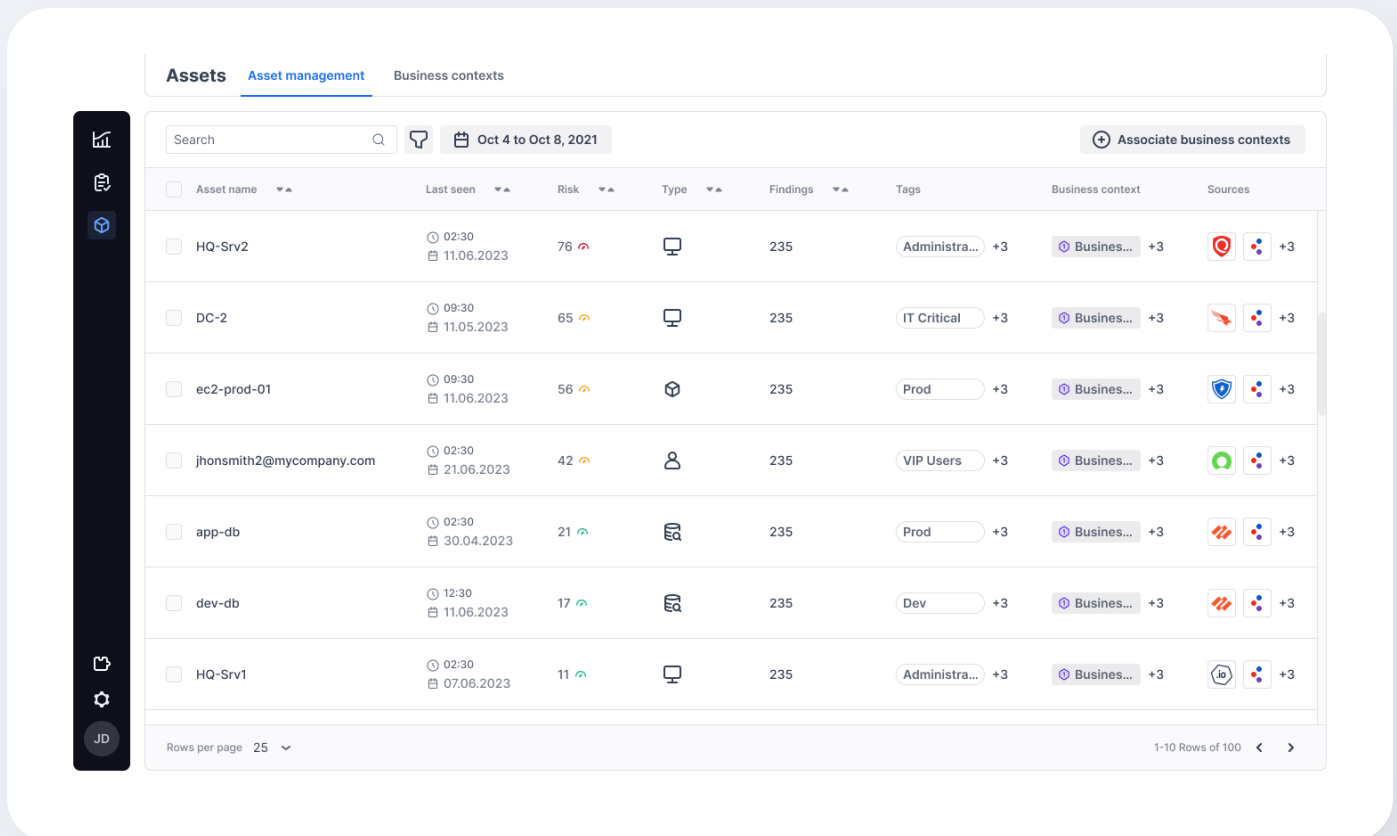 Assets Asset management Business contexts
Search Oct 4 to Oct 8, 2021 Associate business contexts
Asset name Last seen Risk Type Findings Tags Business context Sources
02:30
HQ-Srv2 76 235 Administra... +3 Busines... +3 +3
11.06.2023
09:30
DC-2 65 235 IT Critical +3 Busines... +3 +3
11.05.2023
09:30
ec2-prod-01 56 235 Prod +3 Busines... +3 +3
11.06.2023
02:30
jhonsmith2@mycompany.com 42 235 VIP Users +3 Busines... +3 +3
21.06.2023
02:30
app-db 21 235 Prod +3 Busines... +3 +3
30.04.2023
12:30
dev-db 17 235 Dev +3 Busines... +3 +3
11.06.2023
02:30
HQ-Srv1 11 235 Administra... +3 Busines... +3 .io +3
07.06.2023
JD
Rows per page 25 1-10 Rows of 100